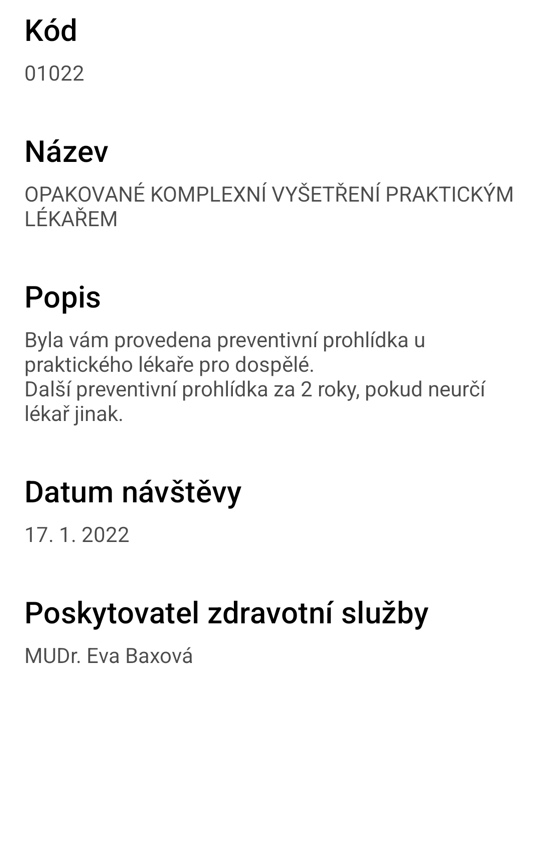 Kód
01022
Název
OPAKOVANÉ KOMPLEXNÍ VYŠETŘENÍ PRAKTICKÝM
LÉKAŘEM
Popis
Byla vám provedena preventivní prohlídka u
praktického lékaře pro dospělé.
Další preventivní prohlídka za 2 roky, pokud neurčí
lékař jinak.
Datum návštěvy
17. 1. 2022
Poskytovatel zdravotní služby
MUDr. Eva Baxová